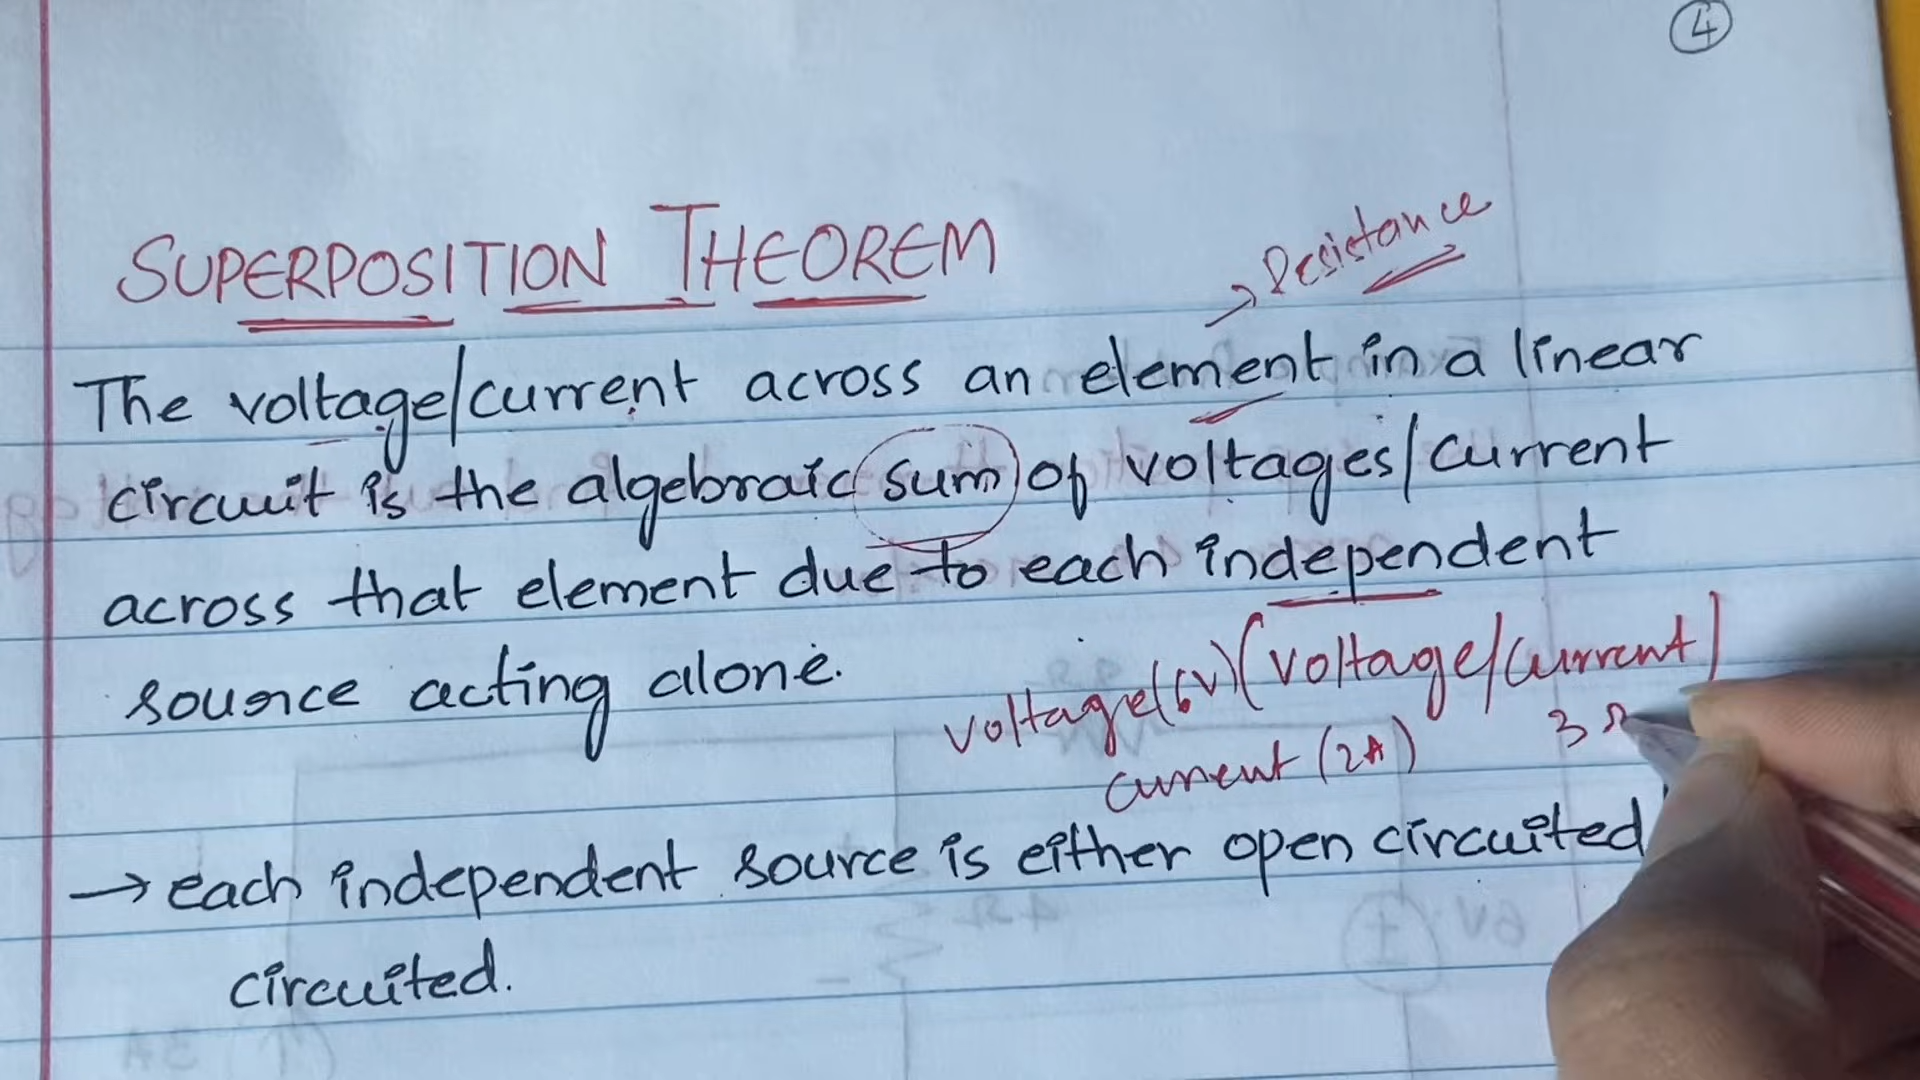 4
SUPERPOSITION THEOREM
→ Resistance
The voltage/current across an element in a linear
circuit is the algebraic sum of voltages/current
across that element due to each independent
source acting alone.
(voltage/current)
voltage(6V)
current (2A)
3 Ω
→ each independent source is either open circuited
circuited.